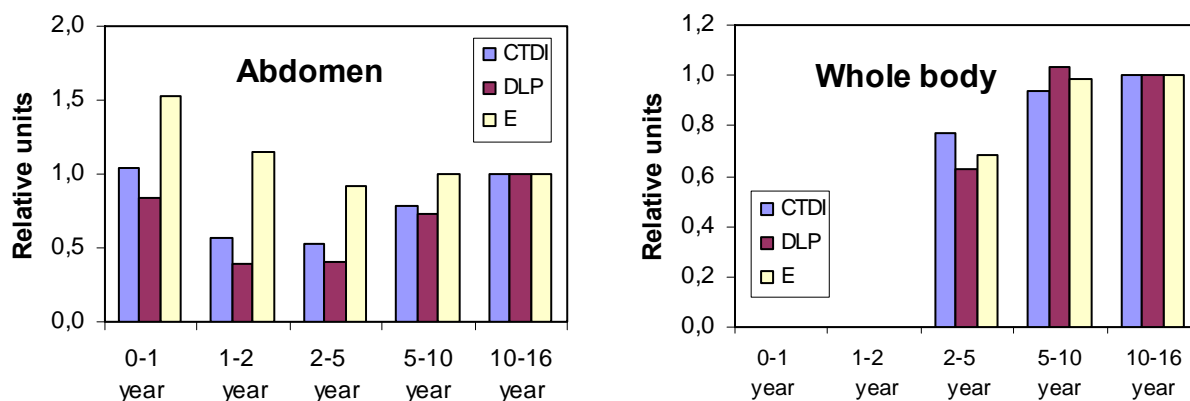 2,0
1,5
1,0
0,5
0,0
Relative units
Abdomen
CTDI
DLP
E
0-1
year
1-2
year
2-5
year
5-10
year
10-16
year
1,2
1,0
0,8
0,6
0,4
0,2
0,0
Relative units
Whole body
CTDI
DLP
E
0-1
year
1-2
year
2-5
year
5-10
year
10-16
year